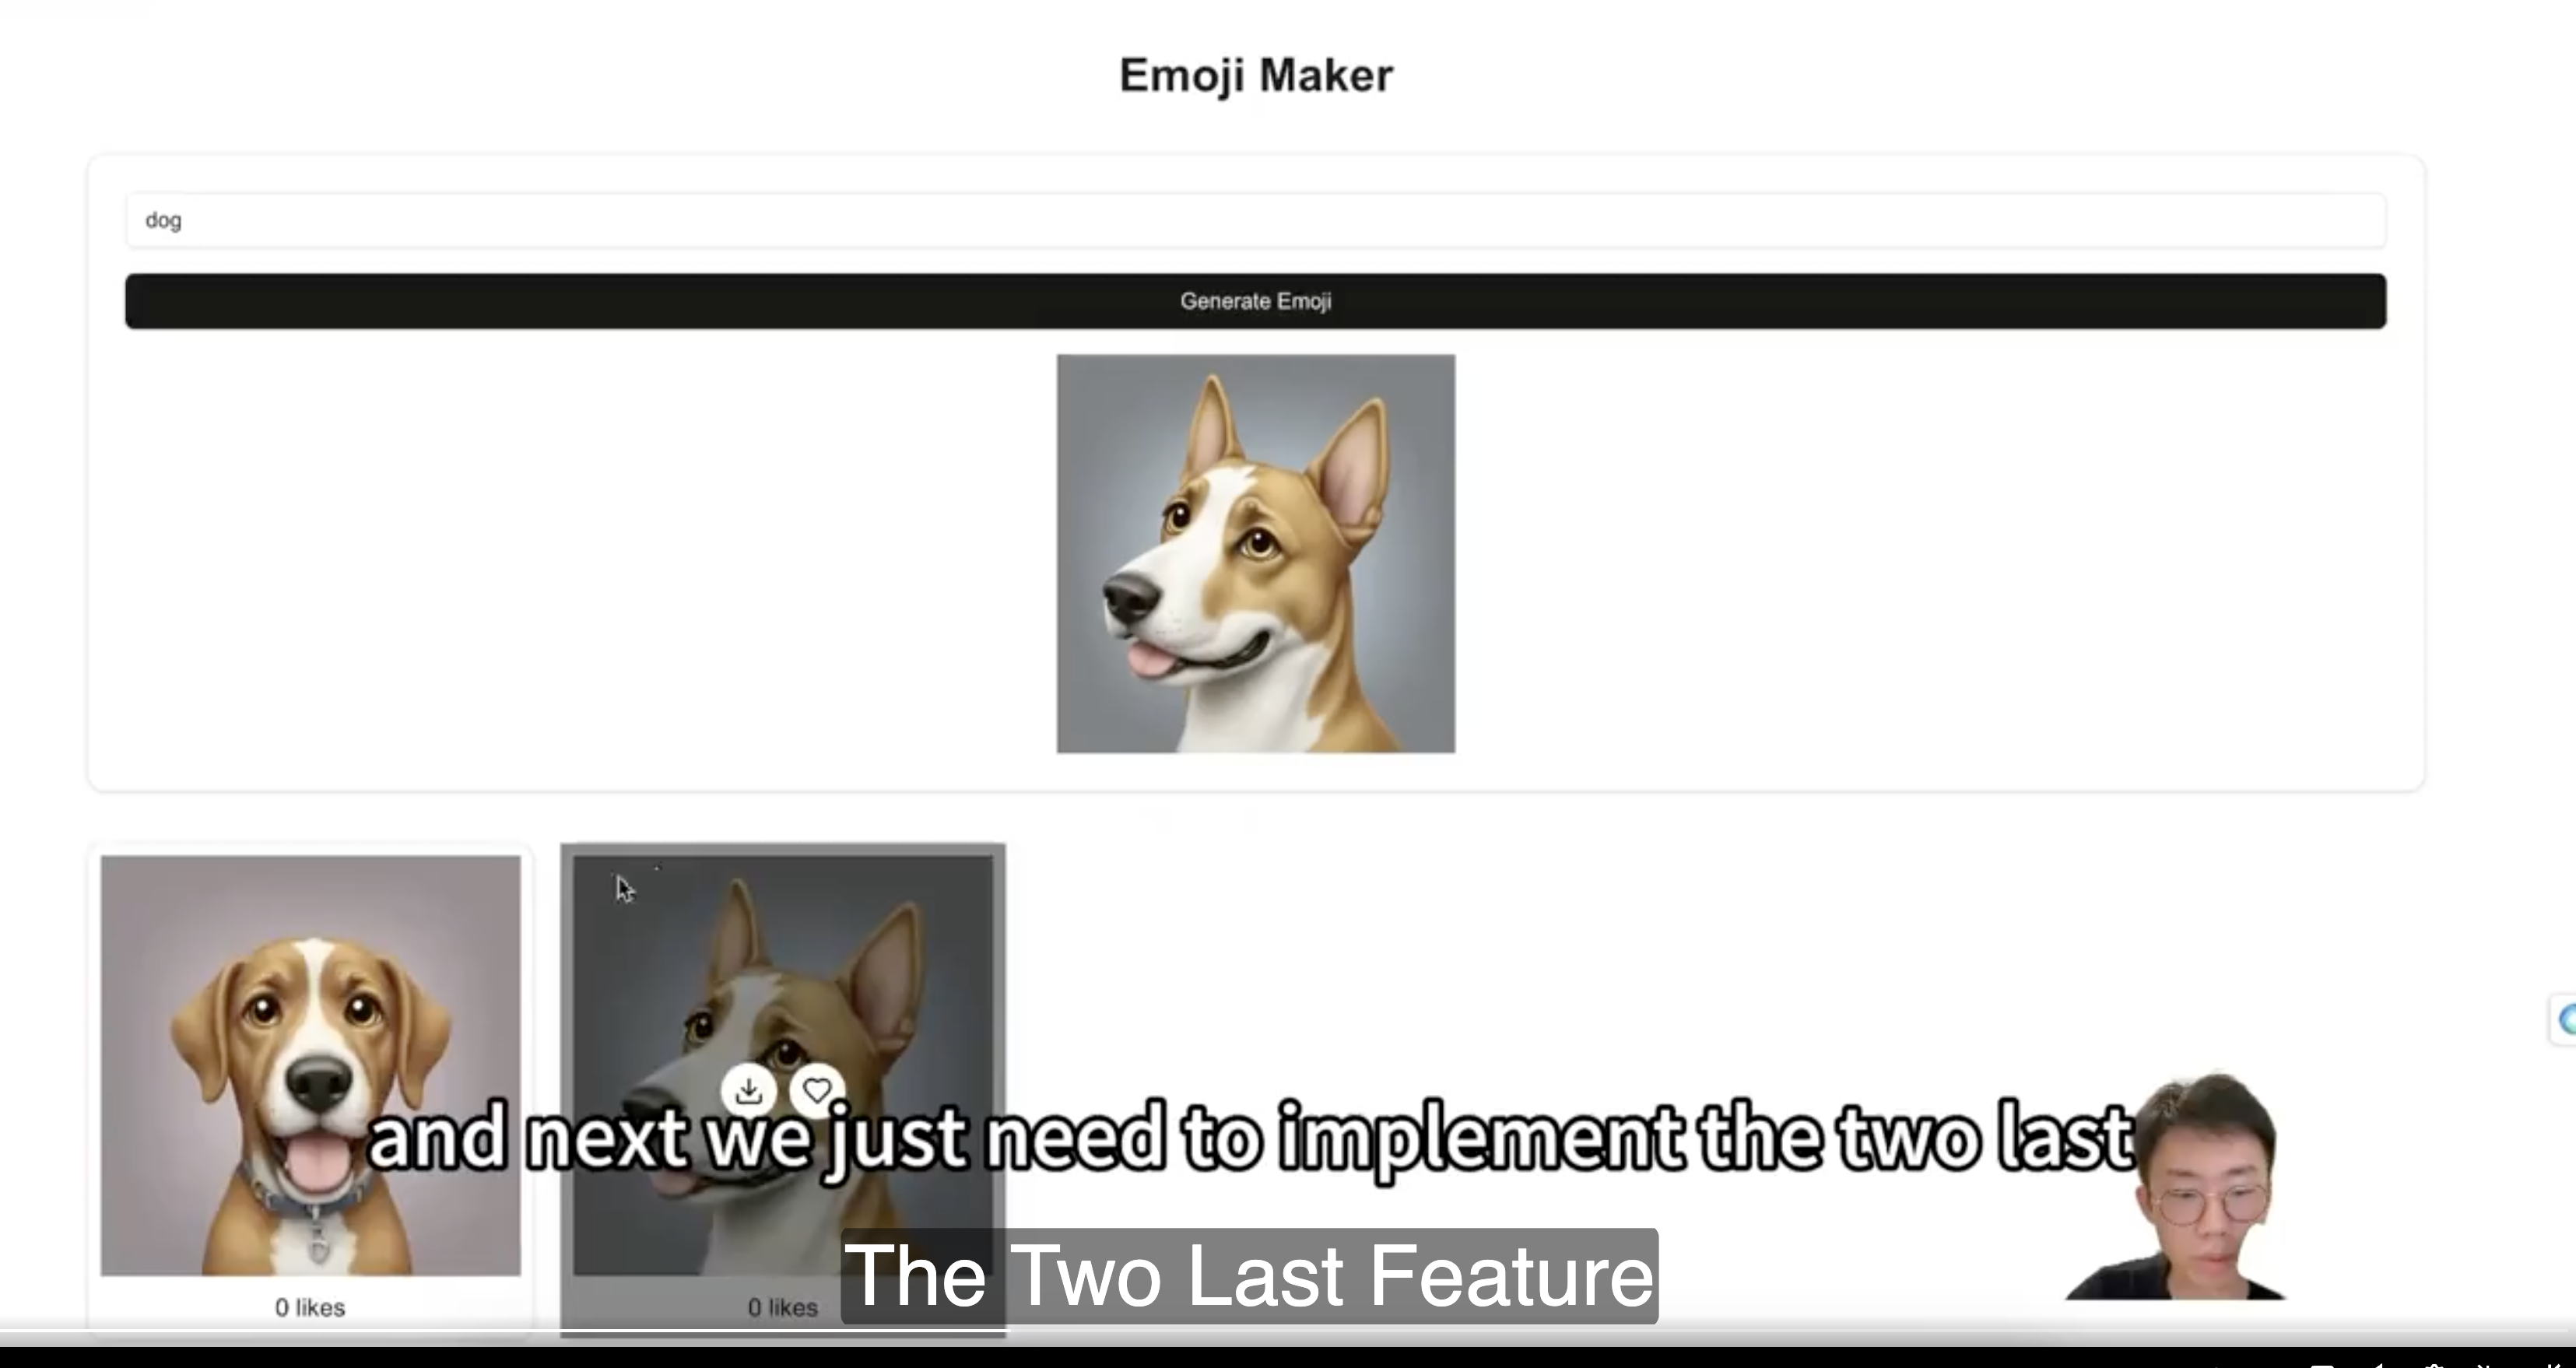 Emoji Maker
dog
Generate Emoji
and next we just need to implement the two last
The Two Last Feature
0 likes
0 likes